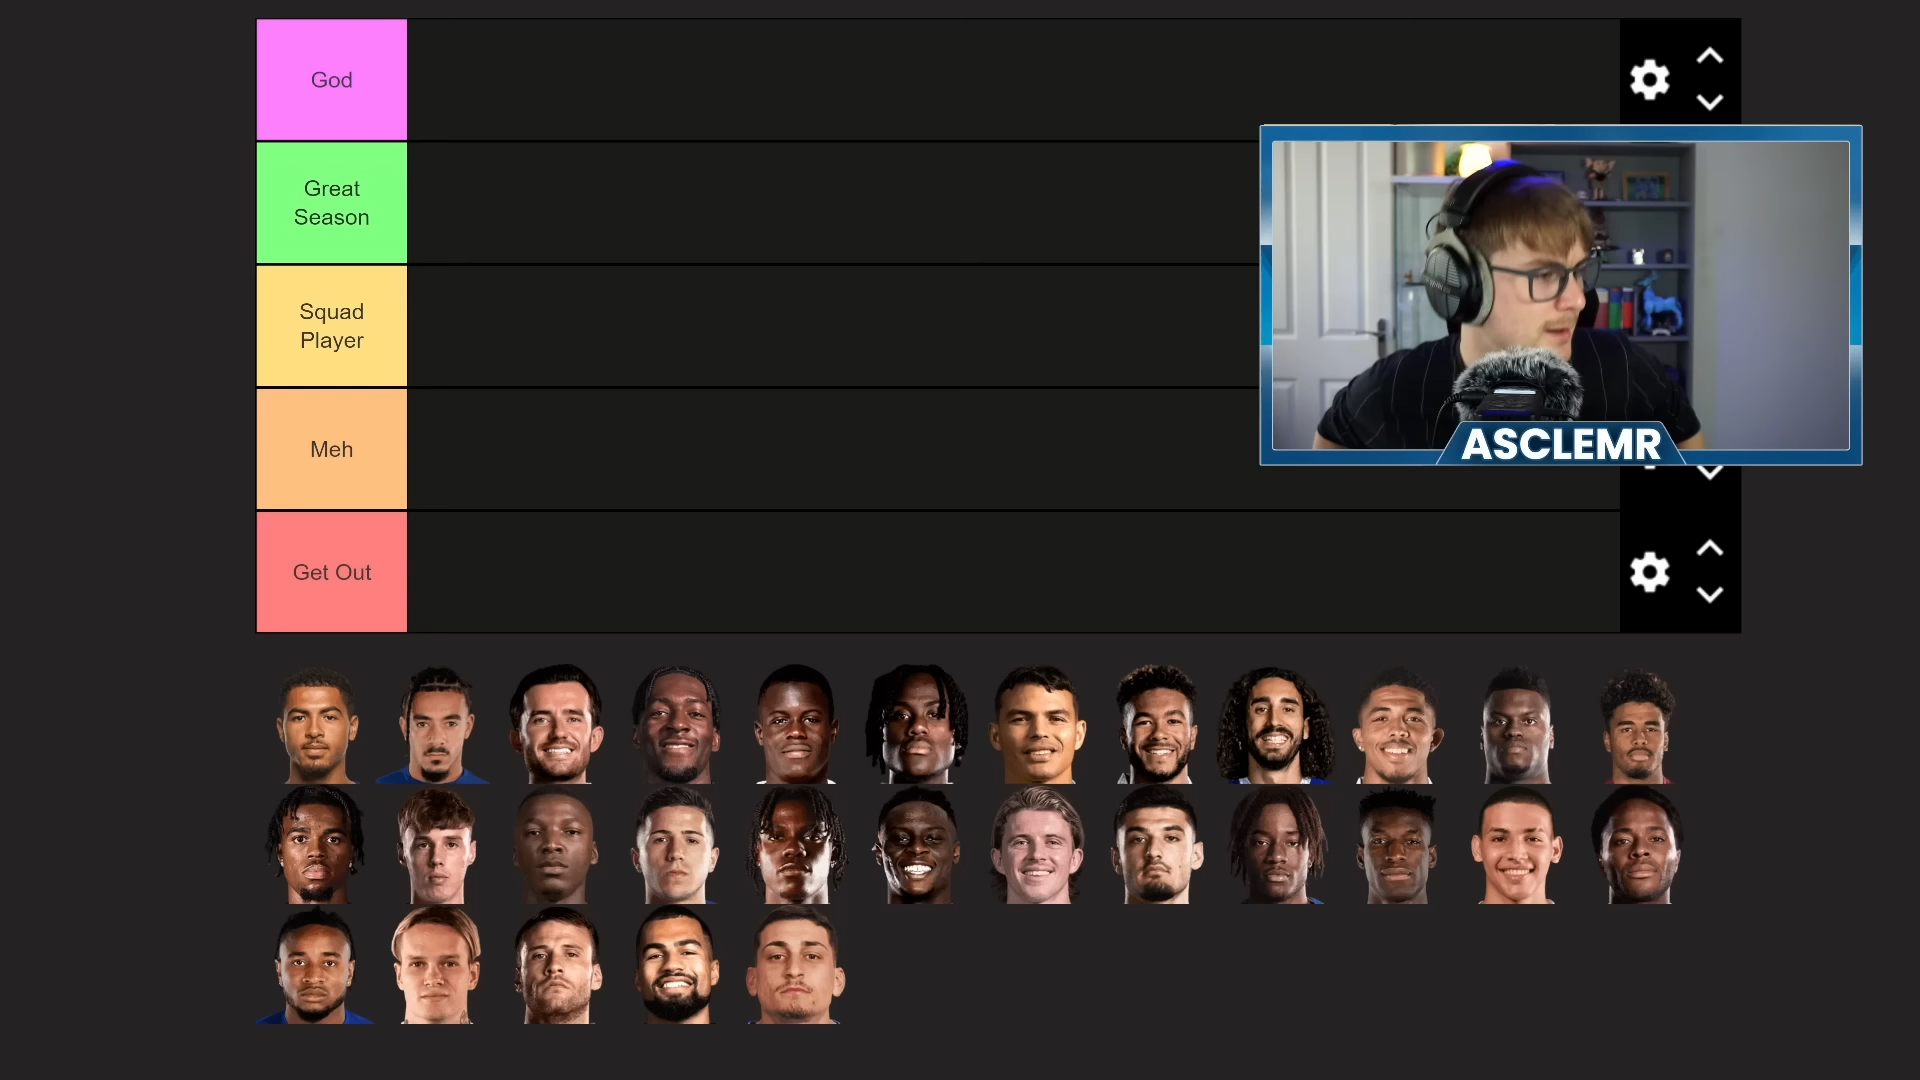 God
Great
Season
Squad
Player
Meh
Get Out
ASCLEMR